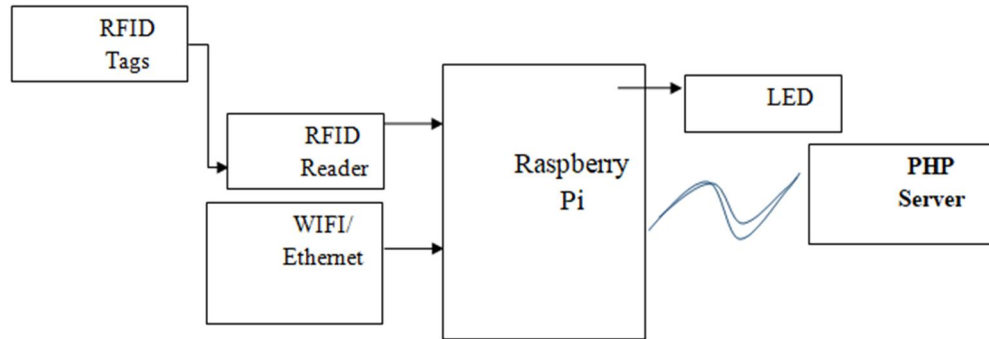 RFID
Tags
RFID
Reader
WIFI/
Ethernet
Raspberry
Pi
LED
PHP
Server